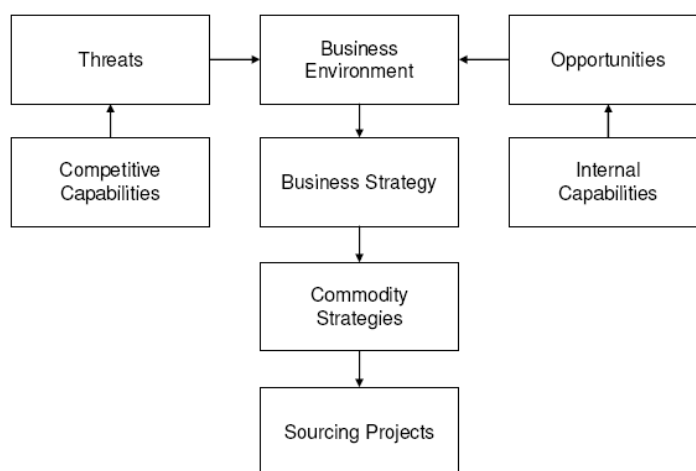 Threats
Business
Environment
Opportunities
Competitive
Capabilities
Business Strategy
Internal
Capabilities
Commodity
Strategies
Sourcing Projects